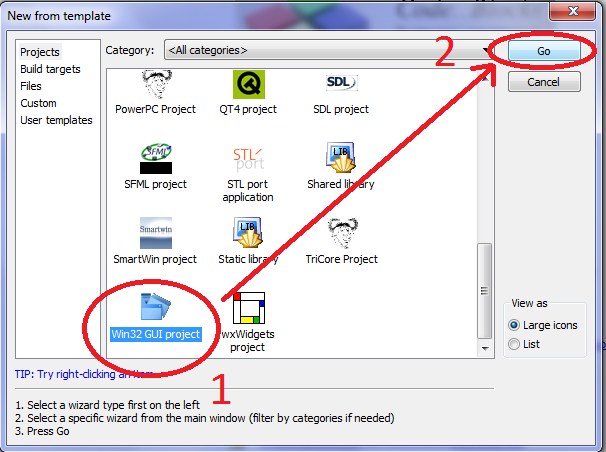 New from template
Projects
Build targets
Files
Custom
User templates
Category:
<All categories>
2
Go
Cancel
PowerPC Project
QT4 project
SDL
SDL project
SFML
SFML project
STL
port
STL port
application
LIB
Shared library
Smartwin
SmartWin project
LIB
Static library
TriCore Project
Win32 GUI project
wxWidgets
project
View as
Large icons
List
TIP: Try right-clicking an item
1
1. Select a wizard type first on the left
2. Select a specific wizard from the main window (filter by categories if needed)
3. Press Go